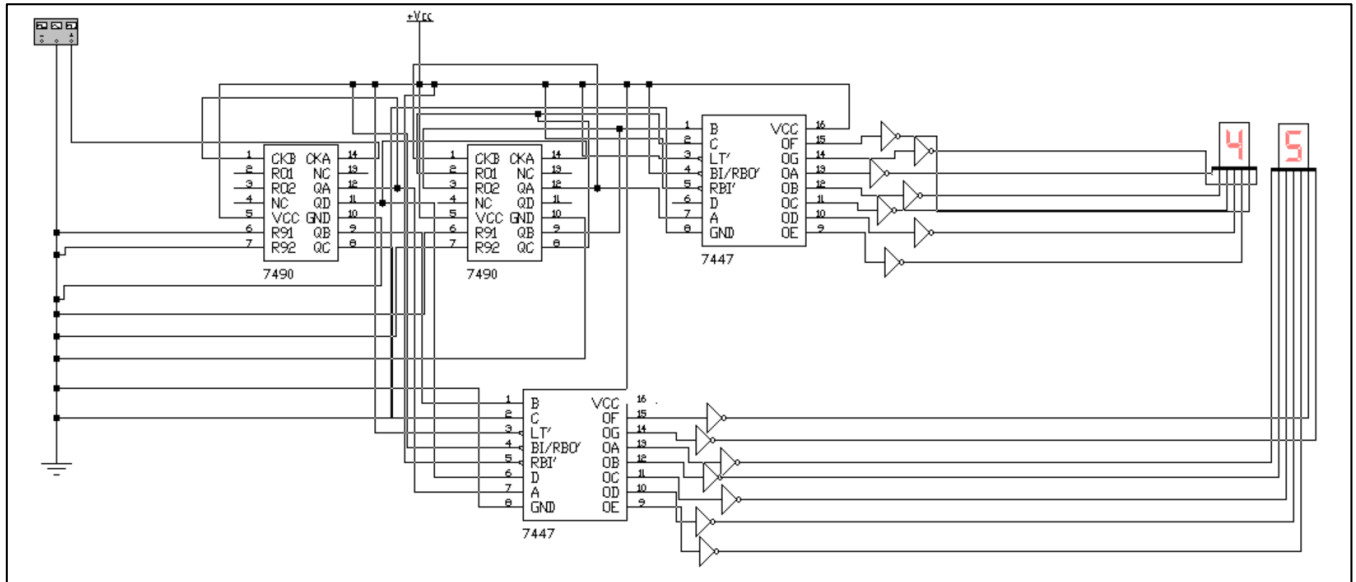 +Vcc
1 CKB CKA 14
2 R01 NC 13
3 R02 QA 12
4 NC QD 11
5 VCC GND 10
6 R91 QB 9
7 R92 QC 8
7490
1 CKB CKA 14
2 R01 NC 13
3 R02 QA 12
4 NC QD 11
5 VCC GND 10
6 R91 QB 9
7 R92 QC 8
7490
1 B VCC 16
2 C OF 15
3 LT' OG 14
4 BI/RBO' OA 13
5 RBI' OB 12
6 D OC 11
7 A OD 10
8 GND OE 9
7447
4 5
1 B VCC 16
2 C OF 15
3 LT' OG 14
4 BI/RBO' OA 13
5 RBI' OB 12
6 D OC 11
7 A OD 10
8 GND OE 9
7447